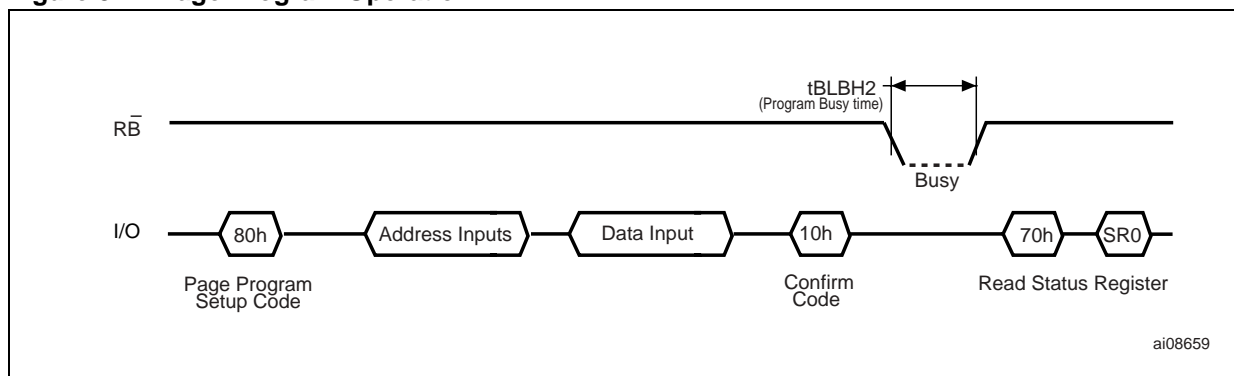 tBLBH2
(Program Busy time)
RB̅
Busy
I/O
80h
Address Inputs
Data Input
10h
70h
SR0
Page Program
Setup Code
Confirm
Code
Read Status Register
ai08659